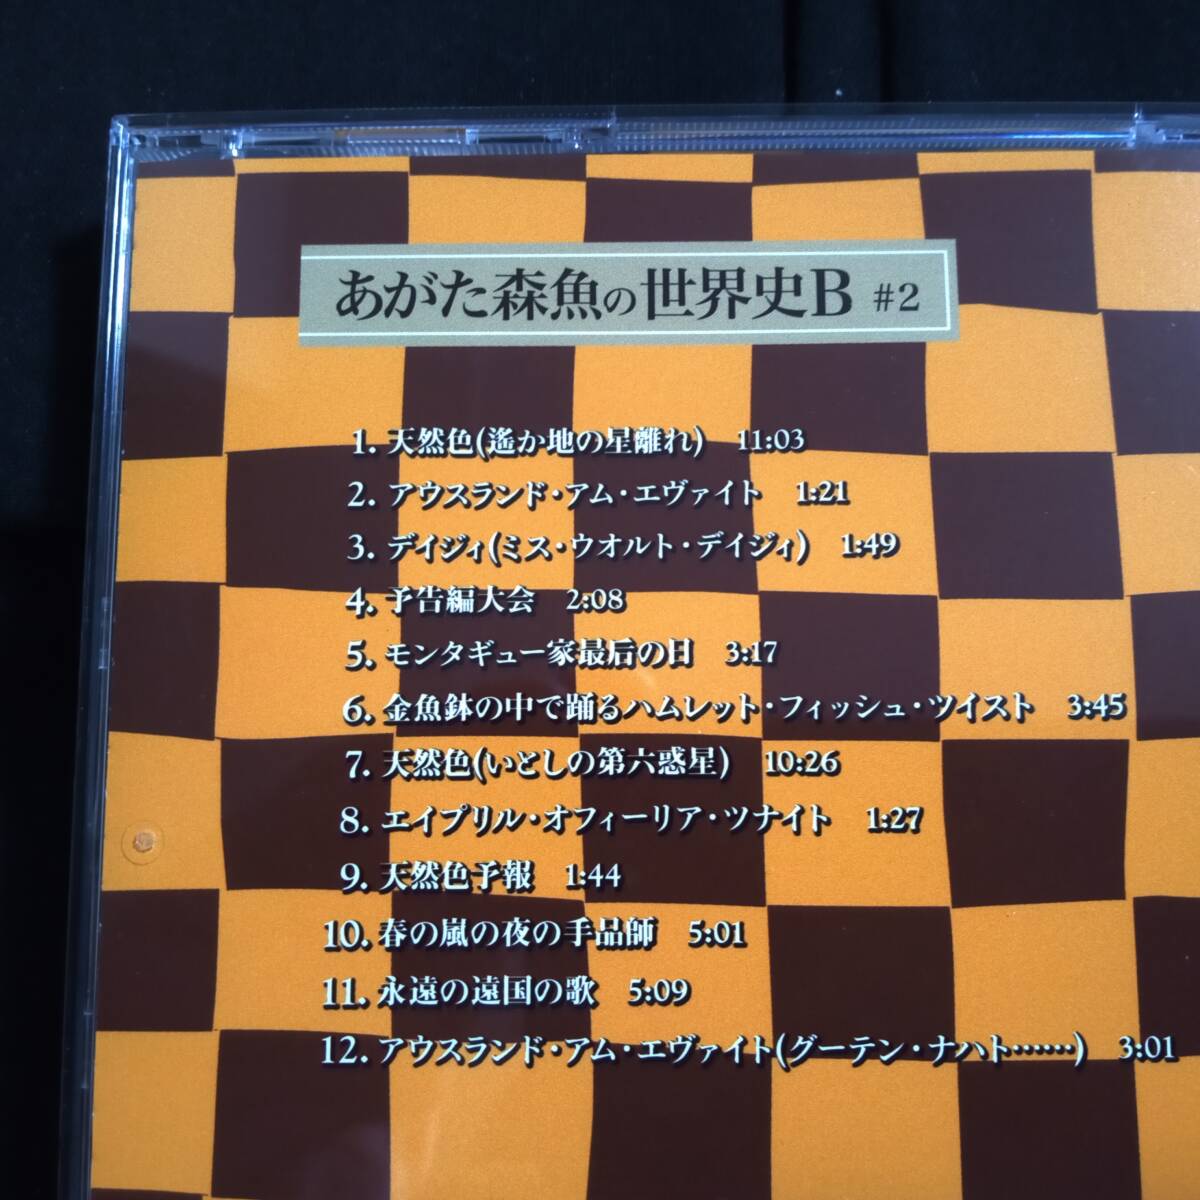 あがた森魚の世界史B #2
1. 天然色(遙か地の星離れ) 11:03
2. アウスランド・アム・エヴァイト 1:21
3. デイジィ(ミス・ウオルト・デイジィ) 1:49
4. 予告編大会 2:08
5. モンタギュー家最后の日 3:17
6. 金魚鉢の中で踊るハムレット・フィッシュ・ツイスト 3:45
7. 天然色(いとしの第六惑星) 10:26
8. エイプリル・オフィーリア・ツナイト 1:27
9. 天然色予報 1:44
10. 春の嵐の夜の手品師 5:01
11. 永遠の遠国の歌 5:09
12. アウスランド・アム・エヴァイト(グーテン・ナハト……) 3:01